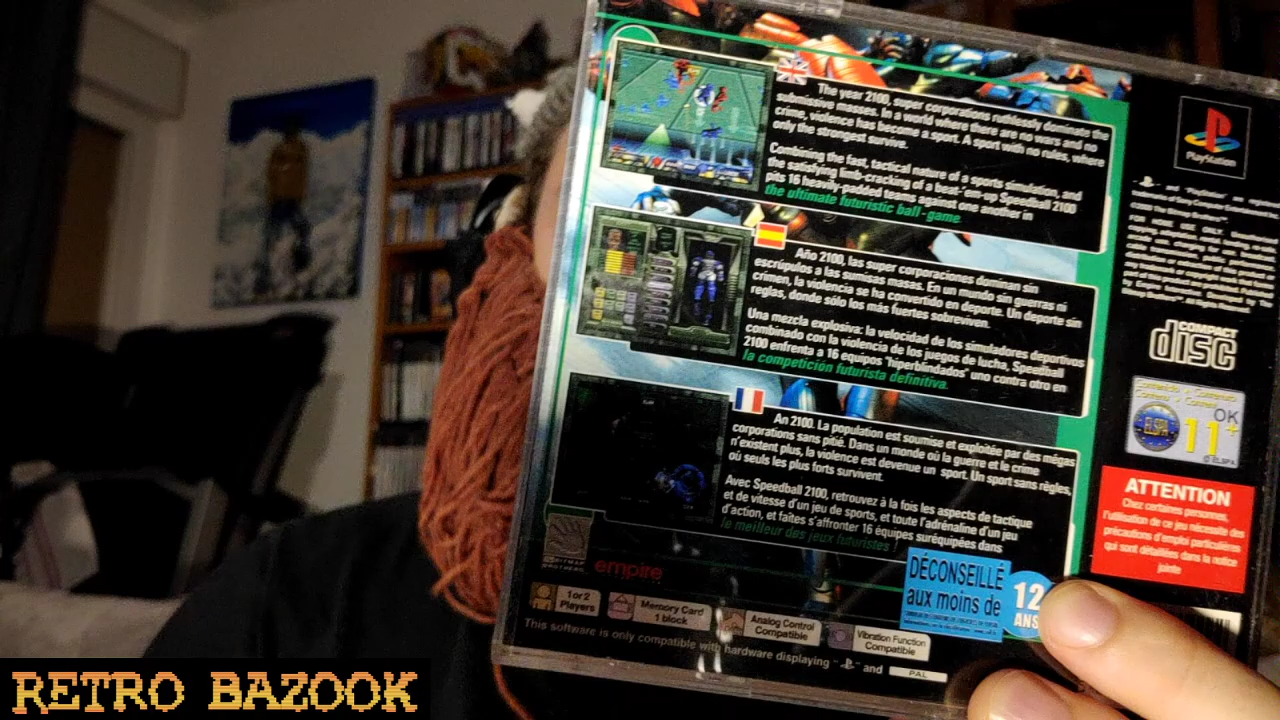 The year 2100, super corporations ruthlessly dominate the
submissive masses. In a world where there are no wars and no
crime, violence has become a sport. A sport with no rules, where
only the strongest survive.
Combining the fast, tactical nature of a sports simulation, and
the satisfying limb-cracking of a beat-'em-up Speedball 2100
pits 16 heavily-padded teams against one another in
the ultimate futuristic ball-game.
Año 2100, las super corporaciones dominan sin
escrúpulos a las sumisas masas. En un mundo sin guerras ni
crimen, la violencia se ha convertido en deporte. Un deporte sin
reglas, donde sólo los más fuertes sobreviven.
Una mezcla explosiva: la velocidad de los simuladores deportivos
combinado con la violencia de los juegos de lucha, Speedball
2100 enfrenta a 16 equipos "hiperblindados" uno contra otro en
la competición futurista definitiva.
An 2100. La population est soumise et exploitée par des mégas
corporations sans pitié. Dans un monde où la guerre et le crime
n'existent plus, la violence est devenue un sport. Un sport sans règles,
où seuls les plus forts survivent.
Avec Speedball 2100, retrouvez à la fois les aspects de tactique
et de vitesse d'un jeu de sports, et toute l'adrénaline d'un jeu
d'action, et faites s'affronter 16 équipes suréquipées dans
le meilleur des jeux futuristes !
BITMAP
BROTHERS
empire
1 or 2
Players
Memory Card
1 block
Analog Control
Compatible
Vibration Function
Compatible
This software is only compatible with hardware displaying " " and
PAL
DÉCONSEILLÉ
aux moins de
12
ANS
PlayStation
FOR HOME USE ONLY.
COMPACT
disc
ELSPA
OK
11+
© ELSPA
ATTENTION
Chez certaines personnes,
l'utilisation de ce jeu nécessite des
précautions d'emploi particulières
qui sont détaillées dans la notice
jointe
RETRO BAZOOK